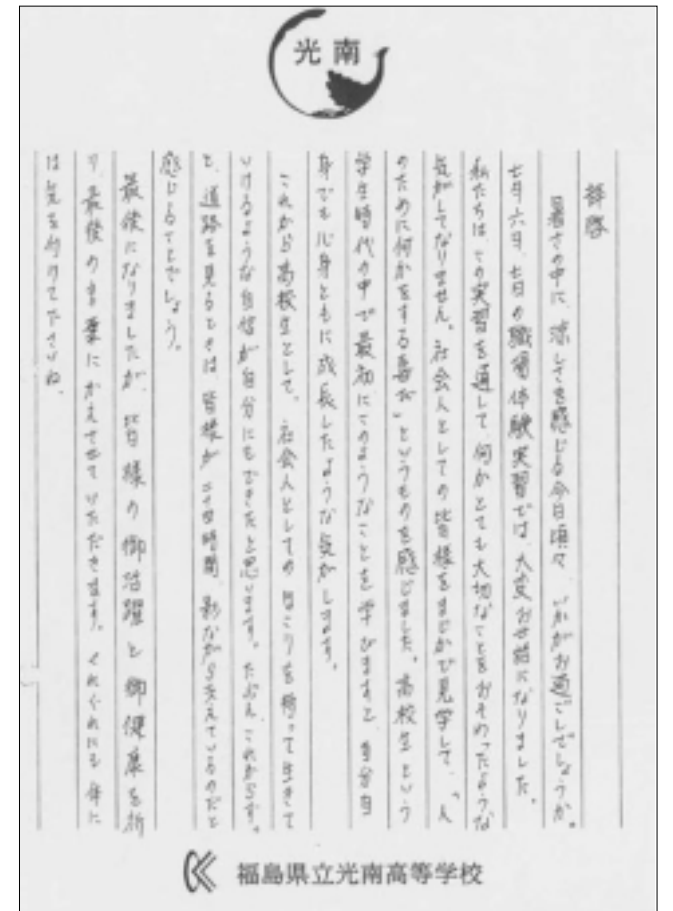 光南
拝啓
暑さの中に、涼しさを感じる今日頃々、いかがお過ごしでしょうか。
七月六日、七日の職場体験実習では、大変お世話になりました。
私たちは、この実習を通して何かとても大切なことをおそわったような
気がしてなりません。社会人としての皆様をまじかで見学して、「人
のために何かをする喜び」というものを感じました。高校生という
学生時代の中で最初にこのようなことを学びますと、自分自
身でも心身ともに成長したような気がします。
これから高校生として、社会人としてのほこりを持って生きて
いけるような自信が自分にもできたと思います。たぶん、これからずっ
と、道路を見るときは、皆様が二十四時間、影ながら支えているのだと
感じることでしょう。
最後になりましたが、皆様の御活躍と御健康を祈
り、最後の言葉にかえさせていただきます。くれぐれにも体に
は気を付けて下さいね。
福島県立光南高等学校